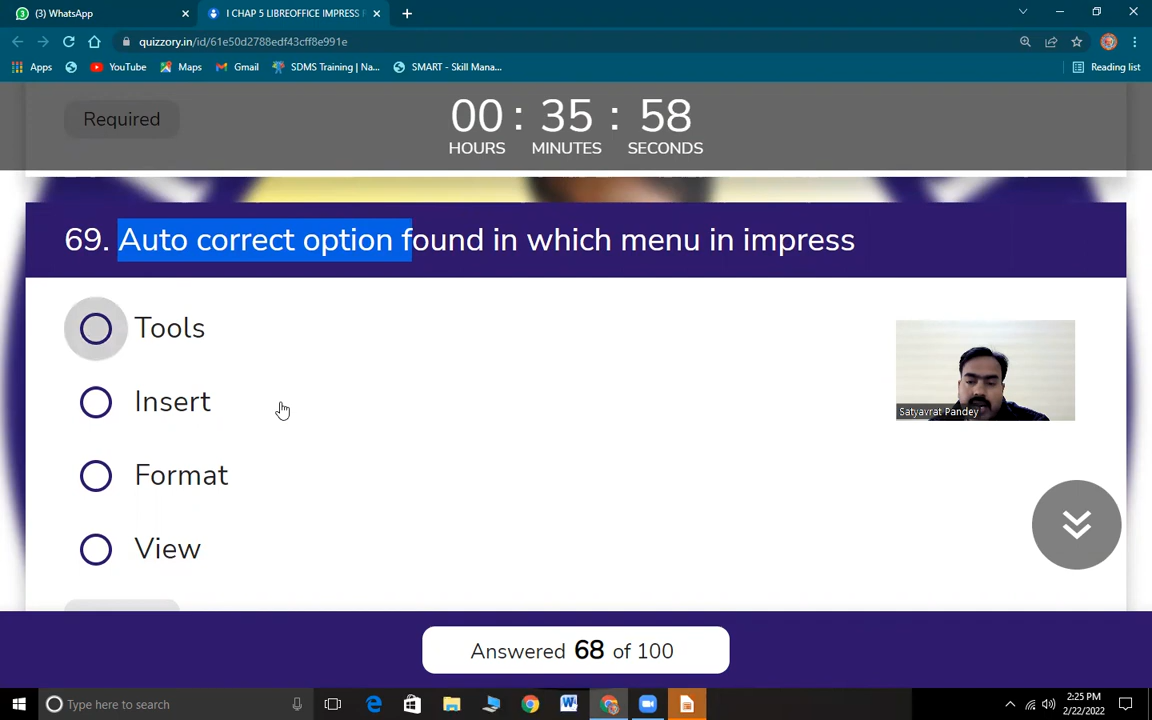 (3) WhatsApp
I CHAP 5 LIBREOFFICE IMPRESS
quizzory.in/id/61e50d2788edf43cff8e991e
Apps
YouTube
Maps
Gmail
SDMS Training | Na...
SMART - Skill Mana...
Reading list
Required
00 : 35 : 58
HOURS MINUTES SECONDS
69. Auto correct option found in which menu in impress
Tools
Insert
Format
View
Satyavrat Pandey
Answered 68 of 100
Type here to search
2:25 PM
2/22/2022